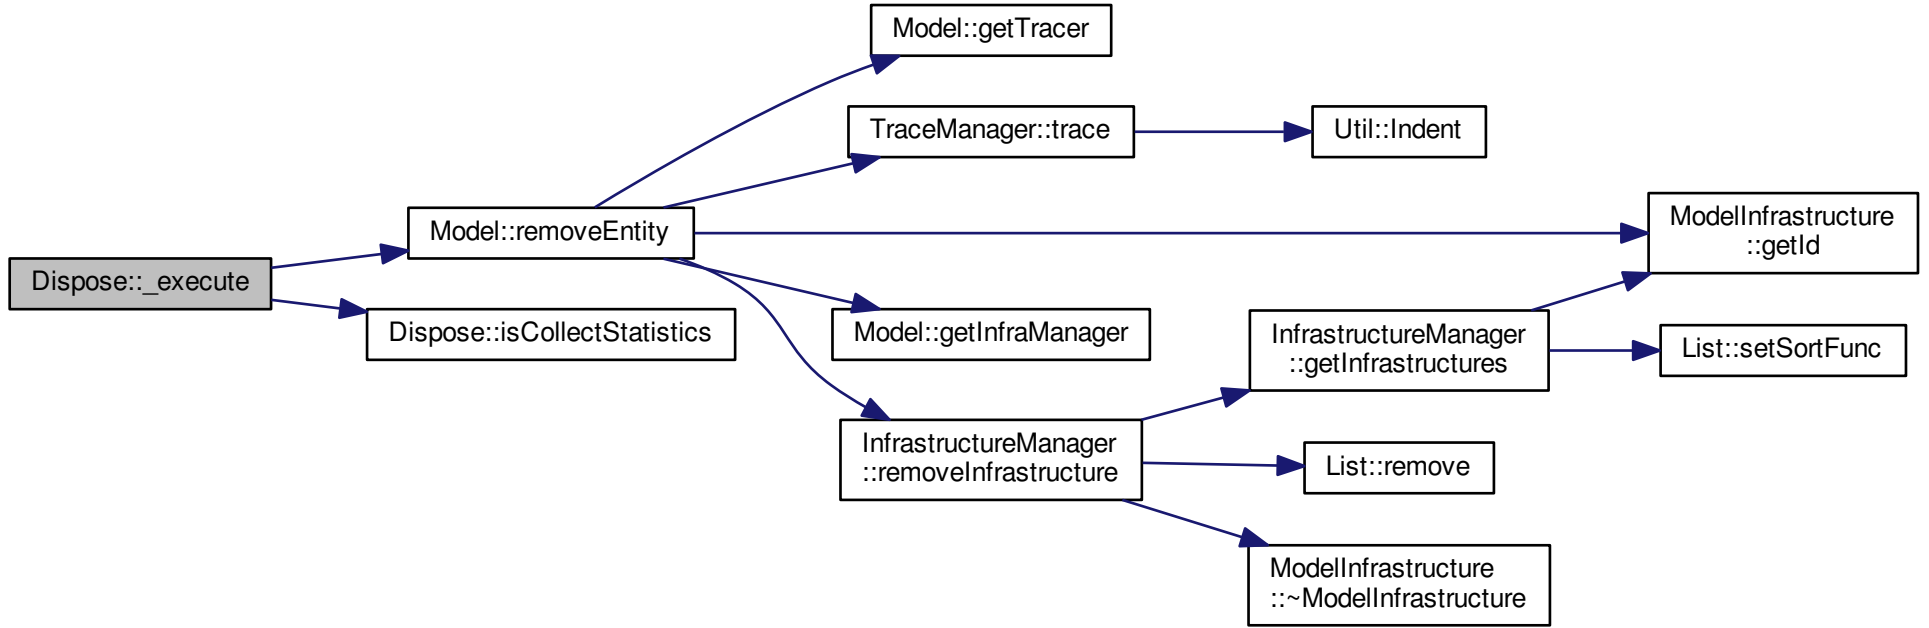 Model::getTracer
TraceManager::trace
Util::Indent
ModelInfrastructure
::getId
Model::removeEntity
Dispose::_execute
Dispose::isCollectStatistics
Model::getInfraManager
InfrastructureManager
::getInfrastructures
List::setSortFunc
InfrastructureManager
::removeInfrastructure
List::remove
ModelInfrastructure
::~ModelInfrastructure